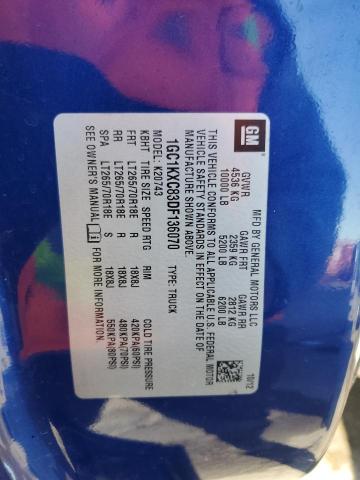 GM
MFD BY GENERAL MOTORS LLC
10/12
GVWR GAWR FRT GAWR RR
4536 KG 2359 KG 2812 KG
10000 LB 5200 LB 6200 LB
THIS VEHICLE CONFORMS TO ALL APPLICABLE U.S. FEDERAL MOTOR
VEHICLE SAFETY STANDARDS IN EFFECT ON THE DATE OF
MANUFACTURE SHOWN ABOVE.
1GC1KXC83DF136070 TYPE: TRUCK
MODEL: K20743
KBHT TIRE SIZE SPEED RTG RIM COLD TIRE PRESSURE
FRT LT265/70R18E R 18X8J 420KPA(60PSI)
RR LT265/70R18E R 18X8J 480KPA(70PSI)
SPA LT265/70R18E S 18X8J 550KPA(80PSI)
SEE OWNER'S MANUAL